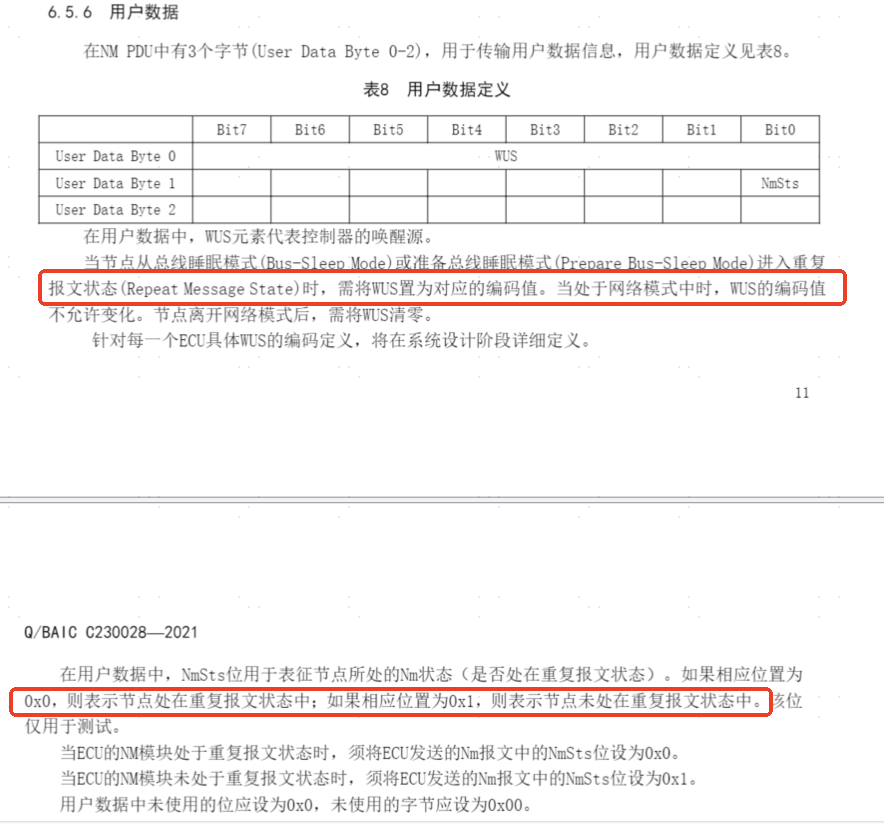 6.5.6 用户数据
在NM PDU中有3个字节(User Data Byte 0-2)，用于传输用户数据信息，用户数据定义见表8。
表8 用户数据定义
Bit7 Bit6 Bit5 Bit4 Bit3 Bit2 Bit1 Bit0
User Data Byte 0 WUS
User Data Byte 1 NmSts
User Data Byte 2
在用户数据中，WUS元素代表控制器的唤醒源。
当节点从总线睡眠模式(Bus-Sleep Mode)或准备总线睡眠模式(Prepare Bus-Sleep Mode)进入重复
报文状态(Repeat Message State)时，需将WUS置为对应的编码值。当处于网络模式中时，WUS的编码值
不允许变化。节点离开网络模式后，需将WUS清零。
针对每一个ECU具体WUS的编码定义，将在系统设计阶段详细定义。
11
Q/BAIC C230028—2021
在用户数据中，NmSts位用于表征节点所处的Nm状态（是否处在重复报文状态）。如果相应位置为
0x0，则表示节点处在重复报文状态中；如果相应位置为0x1，则表示节点未处在重复报文状态中。该位
仅用于测试。
当ECU的NM模块处于重复报文状态时，须将ECU发送的Nm报文中的NmSts位设为0x0。
当ECU的NM模块未处于重复报文状态时，须将ECU发送的Nm报文中的NmSts位设为0x1。
用户数据中未使用的位应设为0x0，未使用的字节应设为0x00。